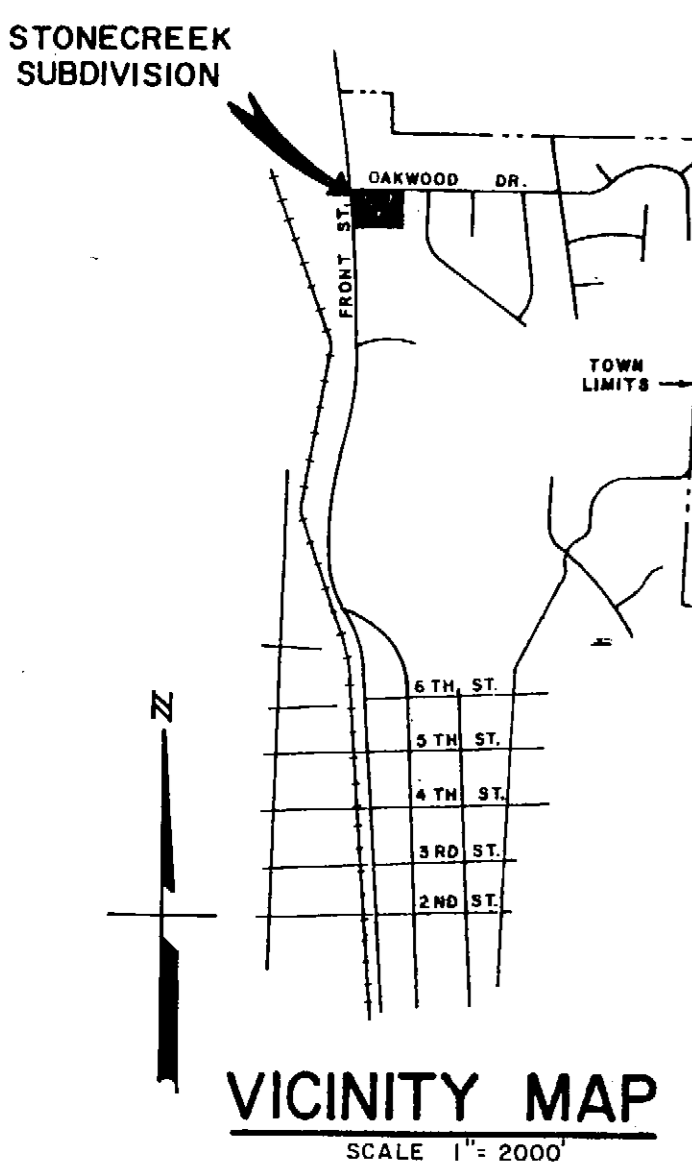 STONECREEK
SUBDIVISION
OAKWOOD DR.
FRONT ST.
TOWN
LIMITS
6 TH ST.
5 TH ST.
4 TH ST.
3 RD ST.
2 ND ST.
N
VICINITY MAP
SCALE 1"= 2000'